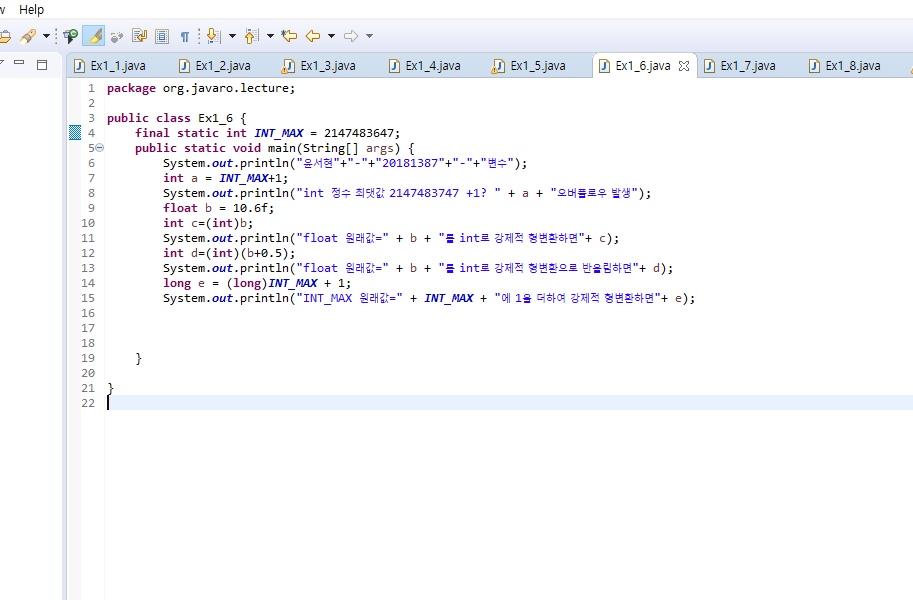 w Help
Ex1_1.java Ex1_2.java Ex1_3.java Ex1_4.java Ex1_5.java Ex1_6.java Ex1_7.java Ex1_8.java
1 package org.javaro.lecture;
2
3 public class Ex1_6 {
4 final static int INT_MAX = 2147483647;
5 public static void main(String[] args) {
6 System.out.println("윤서현"+"-"+"20181387"+"-"+"변수");
7 int a = INT_MAX+1;
8 System.out.println("int 정수 최댓값 2147483747 +1? " + a + "오버플로우 발생");
9 float b = 10.6f;
10 int c=(int)b;
11 System.out.println("float 원래값=" + b + "를 int로 강제적 형변환하면"+ c);
12 int d=(int)(b+0.5);
13 System.out.println("float 원래값=" + b + "를 int로 강제적 형변환으로 반올림하면"+ d);
14 long e = (long)INT_MAX + 1;
15 System.out.println("INT_MAX 원래값=" + INT_MAX + "에 1을 더하여 강제적 형변환하면"+ e);
16
17
18
19 }
20
21 }
22